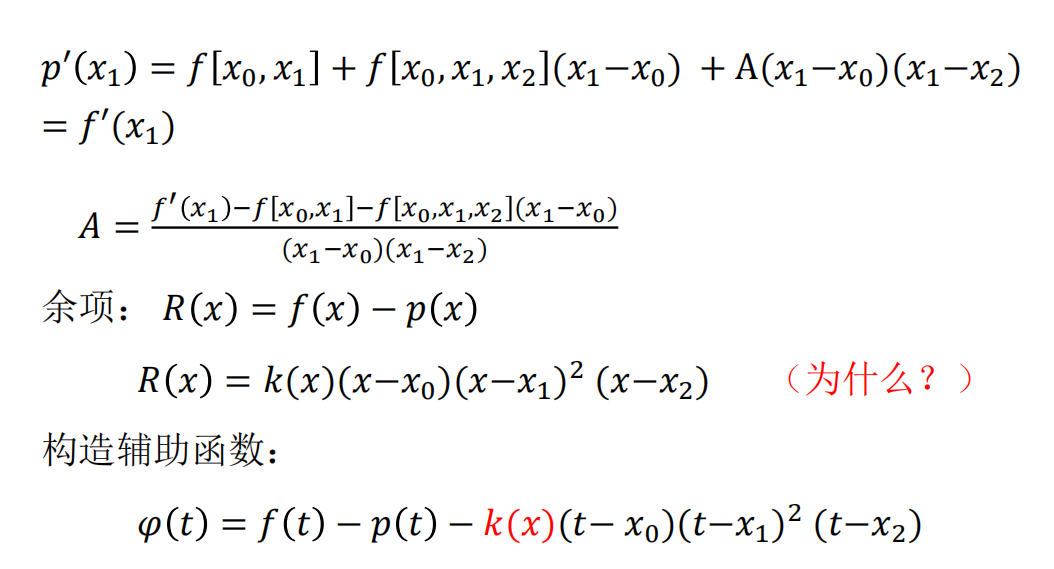 p′(x₁) = f[x₀, x₁] + f[x₀, x₁, x₂](x₁−x₀) + A(x₁−x₀)(x₁−x₂)
= f′(x₁)
A = \frac{f′(x₁)−f[x₀,x₁]−f[x₀,x₁,x₂](x₁−x₀)}{(x₁−x₀)(x₁−x₂)}
余项： R(x) = f(x) − p(x)
R(x) = k(x)(x−x₀)(x−x₁)² (x−x₂) （为什么？）
构造辅助函数：
φ(t) = f(t) − p(t) − k(x)(t− x₀)(t−x₁)² (t−x₂)